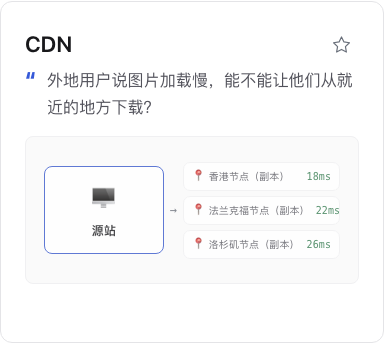 CDN
“ 外地用户说图片加载慢，能不能让他们从就
近的地方下载？
源站
→
香港节点（副本） 18ms
法兰克福节点（副本） 22ms
洛杉矶节点（副本） 26ms